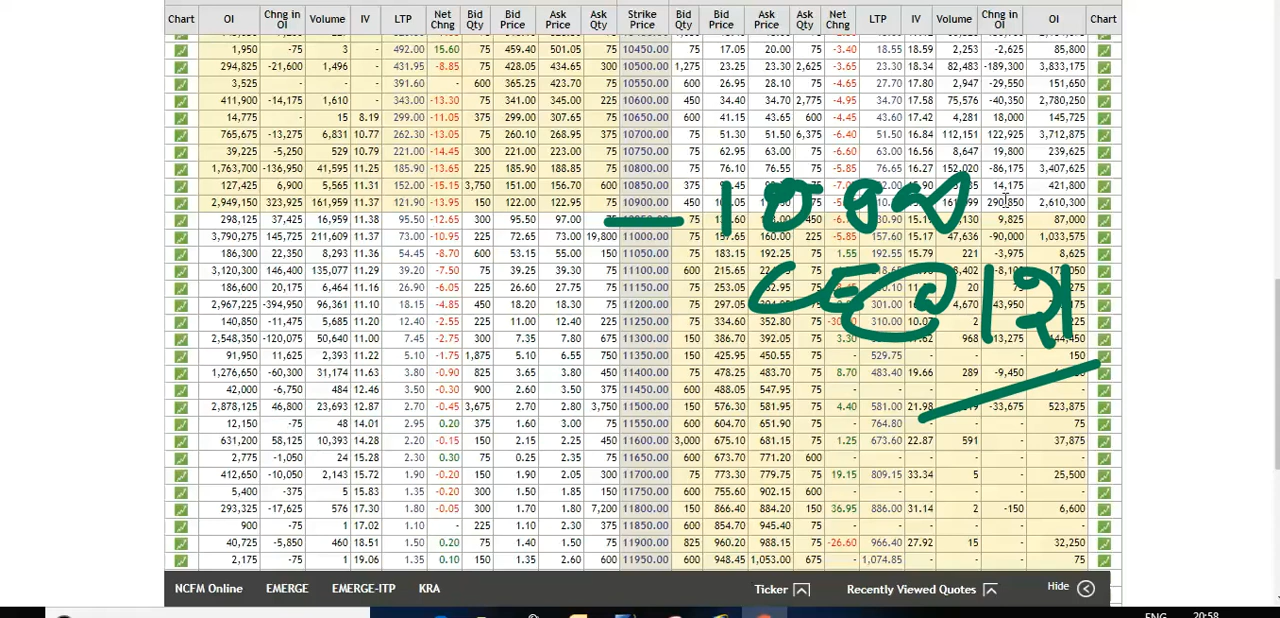 Chart OI Chng in OI Volume IV LTP Net Chng Bid Qty Bid Price Ask Price Ask Qty Strike Price Bid Qty Bid Price Ask Price Ask Qty Net Chng LTP IV Volume Chng in OI OI Chart
1,950 -75 3 - 492.00 15.60 75 459.40 501.05 75 10450.00 75 17.05 20.00 75 -3.40 18.55 18.59 2,253 -2,625 85,800
294,825 -21,600 1,496 - 431.95 -8.85 75 428.05 434.65 300 10500.00 1,275 23.25 23.30 2,625 -3.65 23.30 18.34 82,483 -189,300 3,833,175
3,525 - - - 391.60 - 600 365.25 423.70 75 10550.00 600 26.95 28.10 75 -4.65 27.70 17.80 2,947 -29,550 151,650
411,900 -14,175 1,610 - 343.00 -13.30 75 341.00 345.00 225 10600.00 600 34.40 34.70 2,775 -4.95 34.70 17.58 75,576 -40,350 2,780,250
14,775 - 15 8.19 299.00 -11.05 375 299.00 307.65 75 10650.00 600 41.15 43.65 600 -4.45 43.60 17.42 4,281 18,000 145,725
765,675 -13,275 6,831 10.77 262.30 -13.05 75 260.10 268.95 375 10700.00 75 51.30 51.50 6,375 -6.40 51.50 16.84 112,151 122,925 3,712,875
39,225 -5,250 529 10.79 221.00 -14.45 300 221.00 223.00 75 10750.00 75 62.95 63.00 75 -6.60 63.00 16.56 8,647 19,800 239,625
1,763,700 -136,950 41,595 11.25 185.90 -13.65 225 185.90 188.85 75 10800.00 75 76.10 76.55 75 -5.85 76.65 16.27 152,020 -86,175 3,407,625
127,425 6,900 5,565 11.31 152.00 -15.15 3,750 151.00 156.70 600 10850.00 375 14,175 421,800
2,949,150 323,925 161,959 11.37 121.90 -13.95 150 122.00 122.95 75 10900.00 450 290,850 2,610,300
298,125 37,425 16,959 11.38 95.50 -12.65 300 95.50 97.00 75 9,825 87,000
3,790,275 145,725 211,609 11.37 73.00 -10.95 225 72.65 73.00 19,800 11000.00 75 157.65 160.00 225 -5.85 157.60 15.17 47,636 -90,000 1,033,575
186,300 22,350 8,293 11.36 54.45 -8.70 600 53.15 55.00 150 11050.00 75 183.15 192.25 75 1.55 192.55 15.79 221 -3,975 8,625
3,120,300 146,400 135,077 11.29 39.20 -7.50 75 39.25 39.30 75 11100.00 600 215.65
186,600 20,175 8,464 11.16 26.90 -6.05 75 26.60 27.75 75 11150.00 75 253.05 20
2,967,225 -394,950 96,361 11.10 18.15 -4.85 450 18.20 18.30 75 11200.00 75 297.05 301.00 4,670
140,850 -11,475 5,685 11.20 2.40 -2.55 225 11.00 12.40 225 11250.00 75 334.60 352.80 75 310.00 10.07 2
2,548,350 -120,075 50,640 11.00 7.45 -2.75 300 7.35 7.80 675 11300.00 150 386.70 392.05 75 3.30 968
91,950 11,625 2,393 11.22 5.10 -1.75 1,875 5.10 6.55 750 11350.00 150 425.95 450.55 75 - 529.75 - - - 150
1,276,650 -60,300 31,174 11.63 3.80 -0.90 825 3.65 3.80 450 11400.00 75 478.25 483.70 75 8.70 483.40 19.66 289 -9,450
42,000 -6,750 484 12.46 3.50 -0.30 900 2.60 3.50 375 11450.00 600 488.05 547.95 75 - - - - - -
2,878,125 46,800 23,693 12.87 2.70 -0.45 3,675 2.70 2.80 3,750 11500.00 150 576.30 581.95 75 4.40 581.00 21.98 -33,675 523,875
12,150 -75 48 14.01 2.95 0.20 375 1.60 3.00 75 11550.00 600 604.70 651.90 75 - 764.80 - - - 75
631,200 58,125 10,393 14.28 2.20 -0.15 150 2.15 2.25 450 11600.00 3,000 675.10 681.15 75 1.25 673.60 22.87 591 - 37,875
2,775 -1,050 24 15.28 2.30 0.30 75 0.25 2.35 75 11650.00 600 673.70 771.20 600 - - - - - -
412,650 -10,050 2,143 15.72 1.90 -0.20 150 1.90 2.05 300 11700.00 75 773.30 779.75 75 19.15 809.15 33.34 5 - 25,500
5,400 -375 5 15.83 1.35 -0.20 300 1.50 1.85 150 11750.00 600 755.60 902.15 600 - - - - - -
293,325 -17,625 576 16.39 1.80 -0.05 300 1.70 1.80 7,200 11800.00 150 866.40 884.20 150 36.95 886.00 31.14 2 -150 6,600
900 -75 1 17.02 1.10 - 225 1.10 2.30 375 11850.00 600 854.70 945.40 75 - - - - - -
40,725 -5,850 460 18.51 1.50 0.20 75 1.40 1.50 75 11900.00 825 960.20 988.15 75 -26.60 966.40 27.92 15 - 32,250
2,175 -75 1 19.06 1.35 0.10 150 1.35 2.60 600 11950.00 600 948.45 1,053.00 675 - 1,074.85 - - - 75
10900
CE @ 121
NCFM Online EMERGE EMERGE-ITP KRA Ticker Recently Viewed Quotes Hide
ENG 20:58